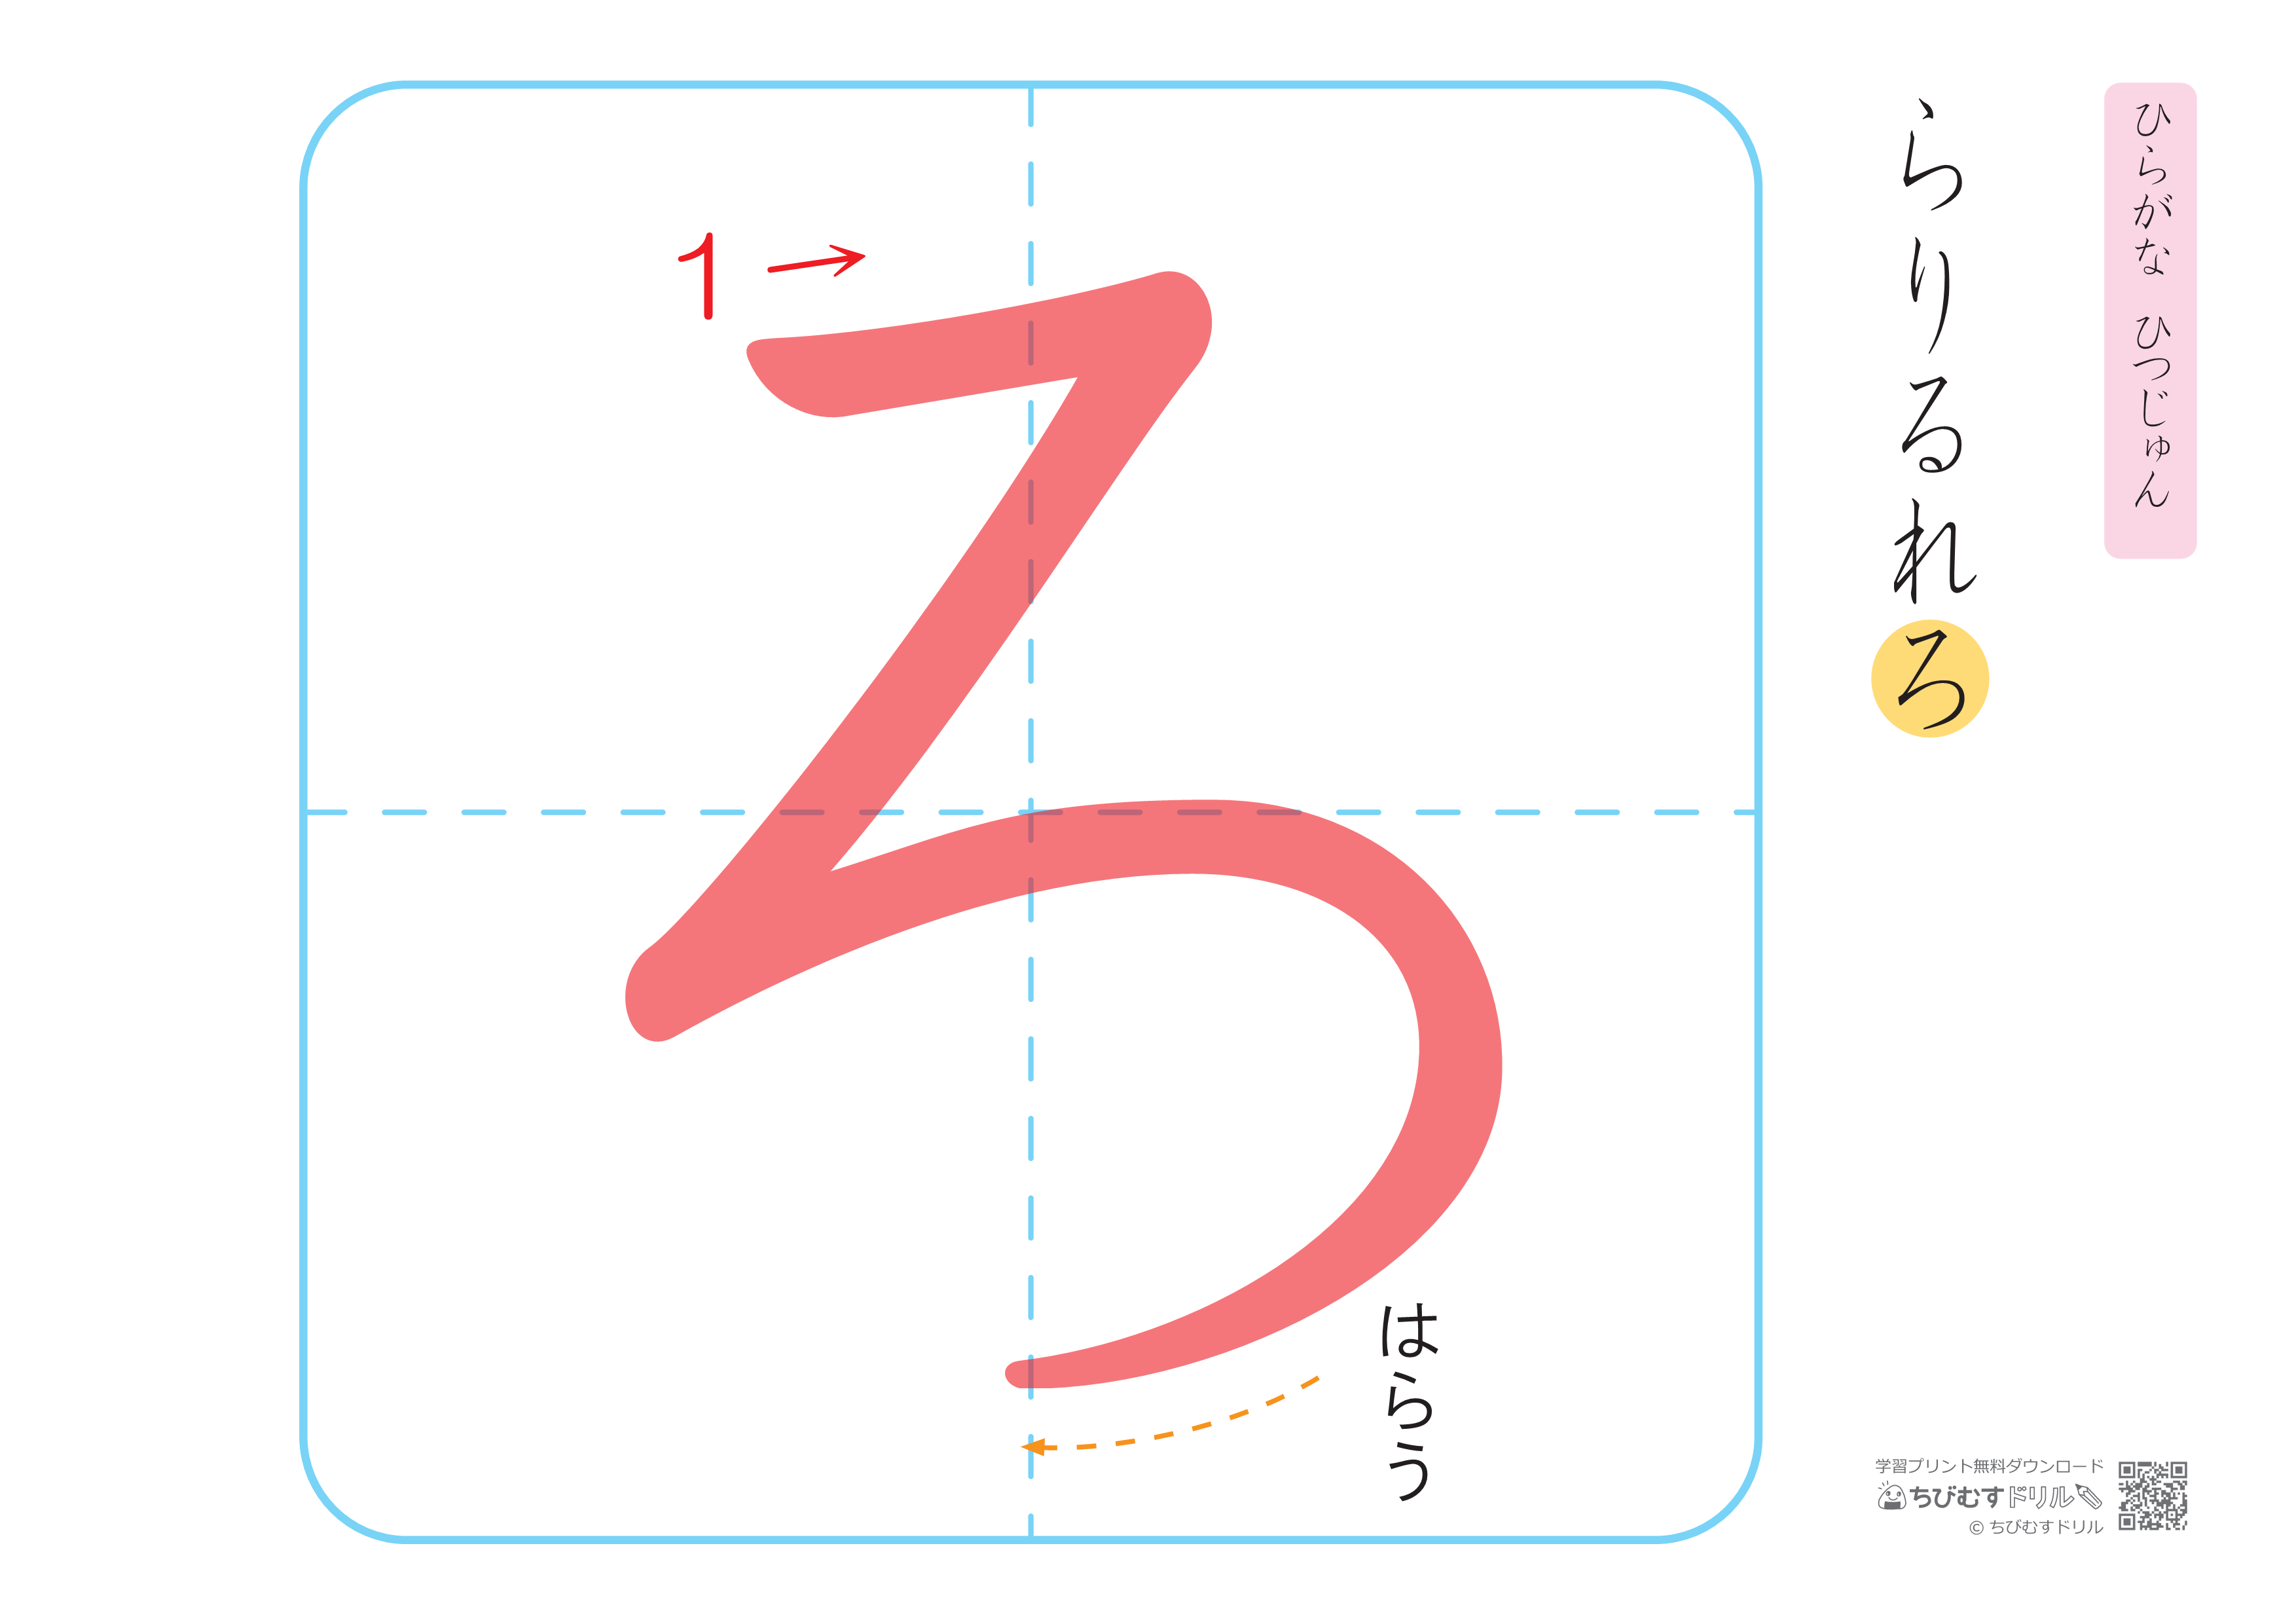 ひらがな ひつじゅん
らりるれろ
1
ろ
はらう
学習プリント無料ダウンロード
ちびむすドリル
© ちびむすドリル